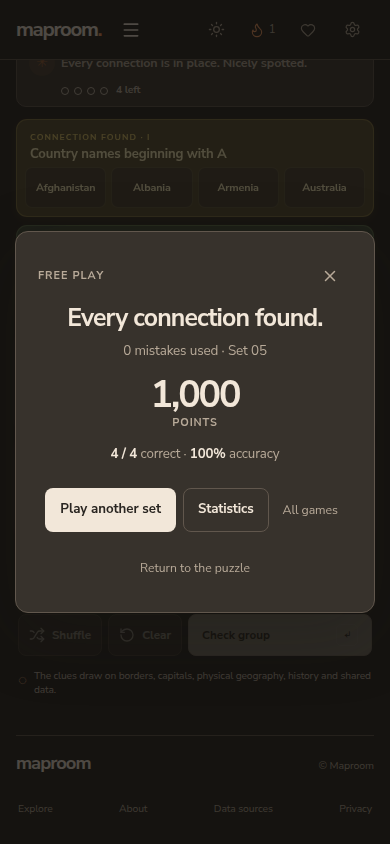 maproom.
1
Every connection is in place. Nicely spotted.
4 left
CONNECTION FOUND · I
Country names beginning with A
Afghanistan
Albania
Armenia
Australia
FREE PLAY
Every connection found.
0 mistakes used · Set 05
1,000
POINTS
4 / 4 correct · 100% accuracy
Play another set
Statistics
All games
Return to the puzzle
Shuffle
Clear
Check group
The clues draw on borders, capitals, physical geography, history and shared
data.
maproom
© Maproom
Explore
About
Data sources
Privacy